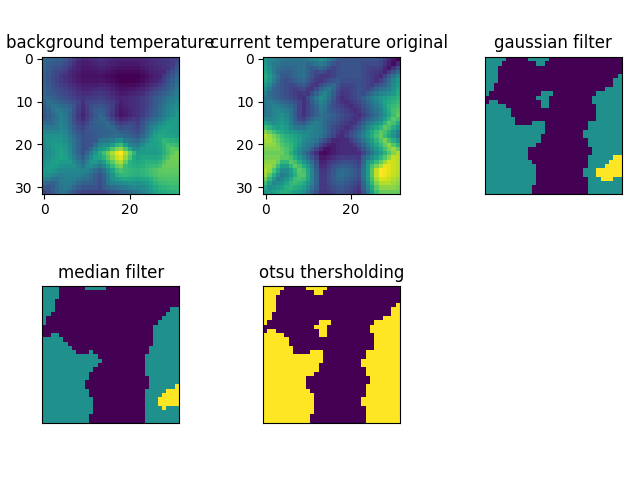 background temperature
current temperature original
gaussian filter
0
10
20
30
0
20
0
10
20
30
0
20
median filter
otsu thersholding